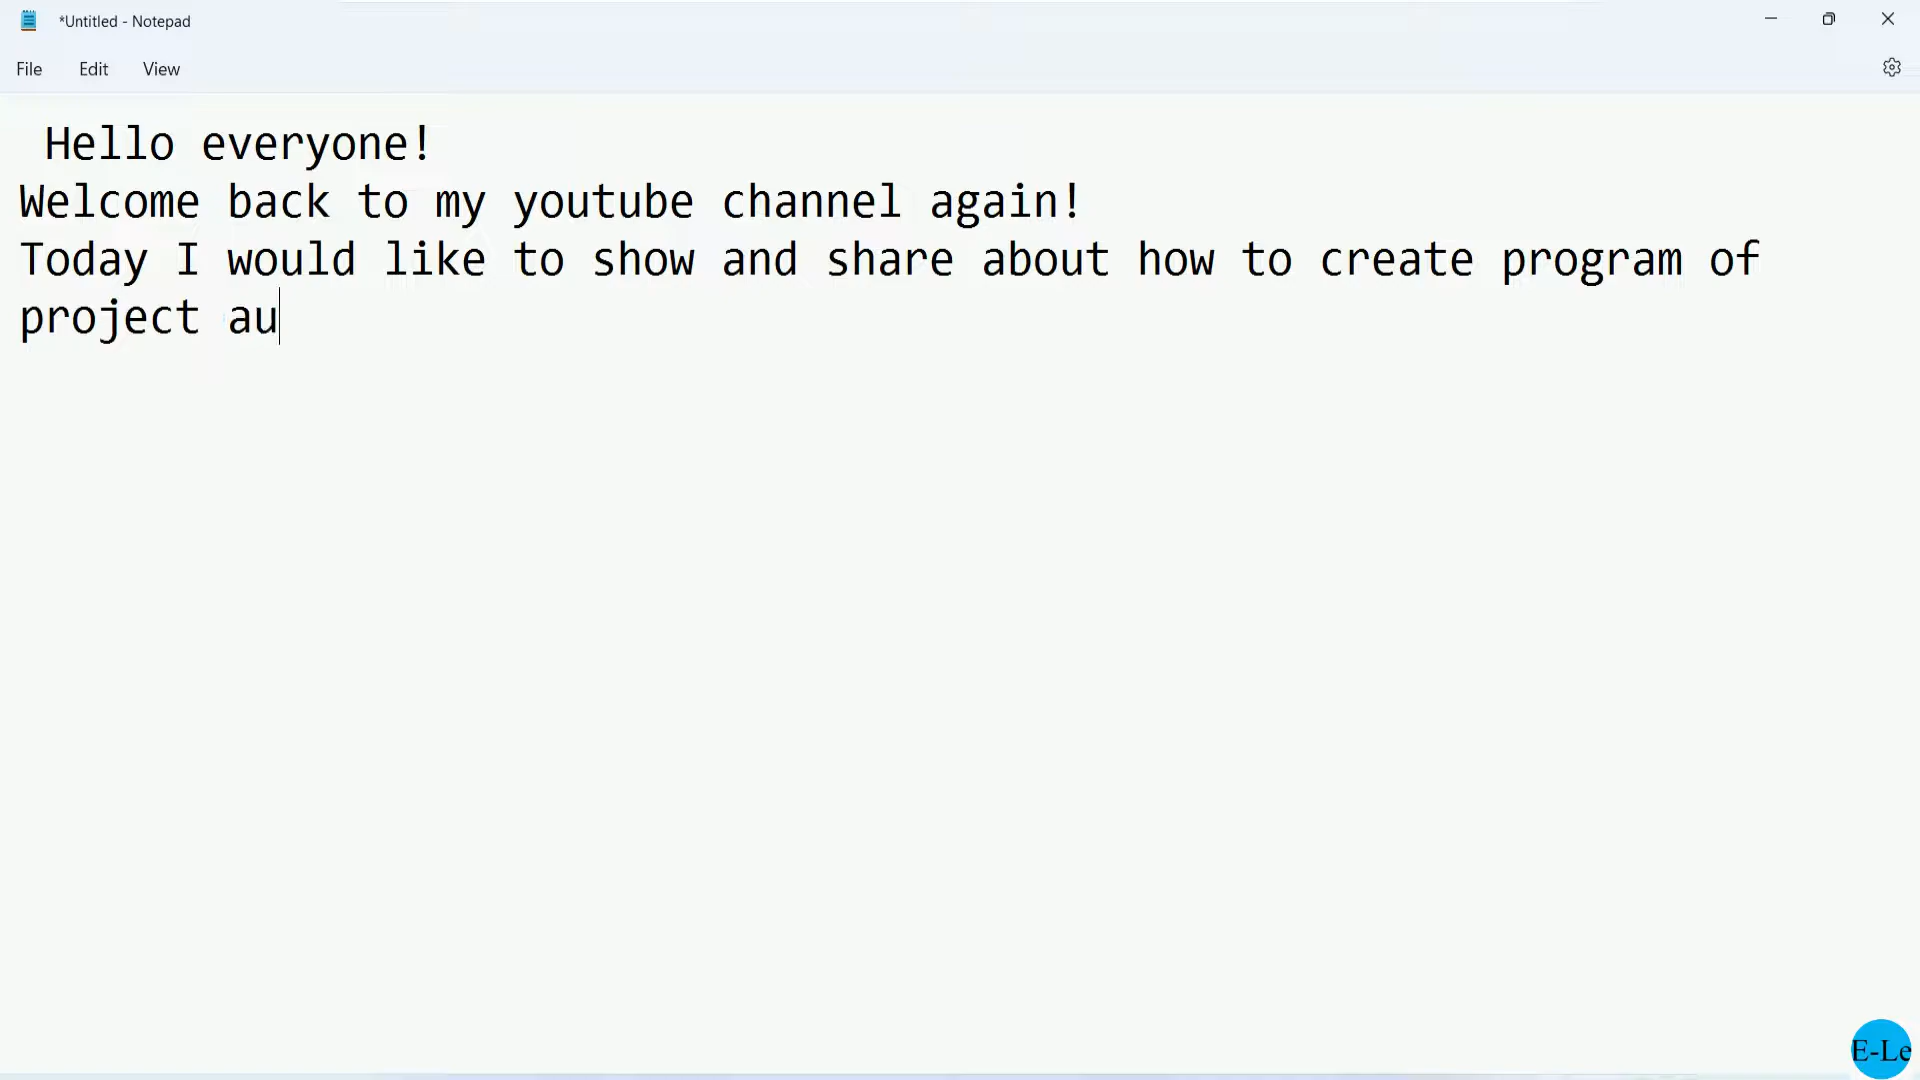 *Untitled - Notepad
File Edit View
Hello everyone!
Welcome back to my youtube channel again!
Today I would like to show and share about how to create program of
project au
E-Le